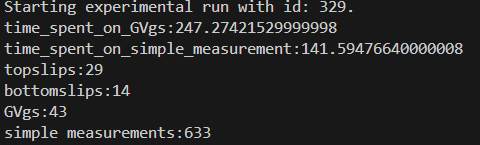 Starting experimental run with id: 329.
time_spent_on_GVgs:247.27421529999998
time_spent_on_simple_measurement:141.59476640000008
topslips:29
bottomslips:14
GVgs:43
simple measurements:633